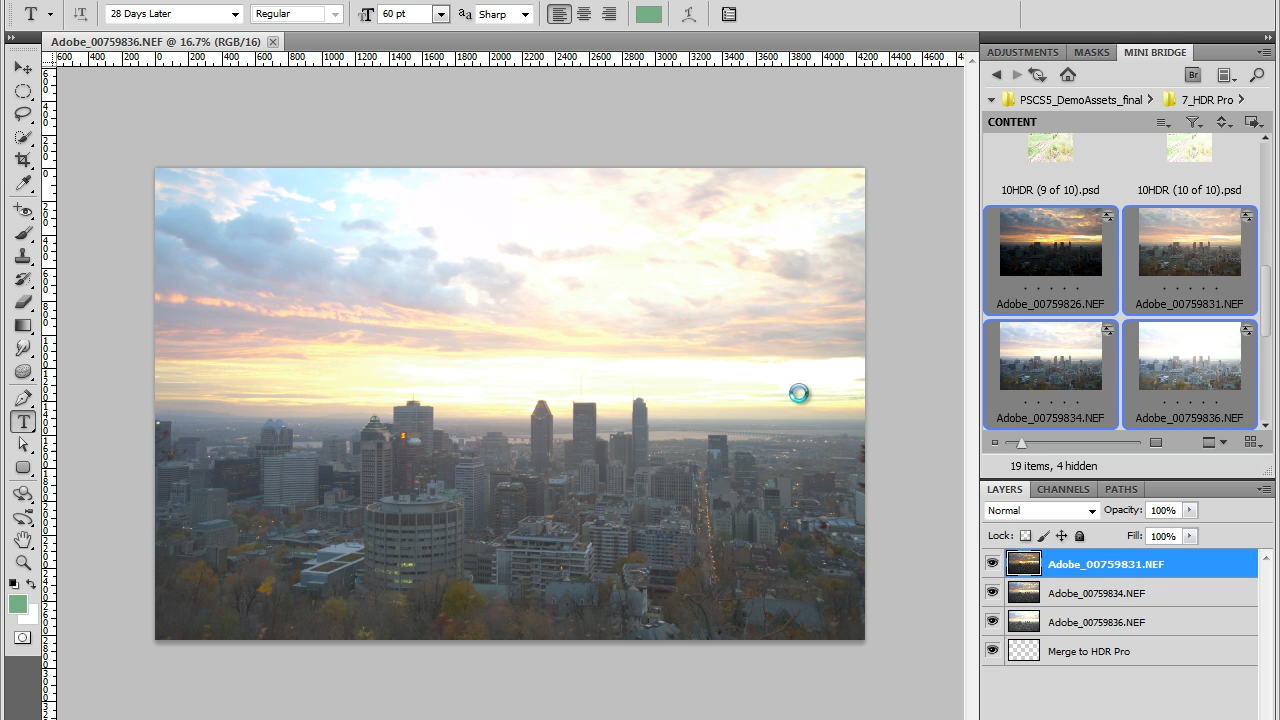 28 Days Later Regular 60 pt aa Sharp
Adobe_00759836.NEF @ 16.7% (RGB/16)
600 400 200 0 200 400 600 800 1000 1200 1400 1600 1800 2000 2200 2400 2600 2800 3000 3200 3400 3600 3800 4000 4200 4400 4600
ADJUSTMENTS MASKS MINI BRIDGE
Br
PSCS5_DemoAssets_final 7_HDR Pro
CONTENT
10HDR (9 of 10).psd 10HDR (10 of 10).psd
Adobe_00759826.NEF Adobe_00759831.NEF
Adobe_00759834.NEF Adobe_00759836.NEF
19 items, 4 hidden
LAYERS CHANNELS PATHS
Normal Opacity: 100%
Lock: Fill: 100%
Adobe_00759831.NEF
Adobe_00759834.NEF
Adobe_00759836.NEF
Merge to HDR Pro